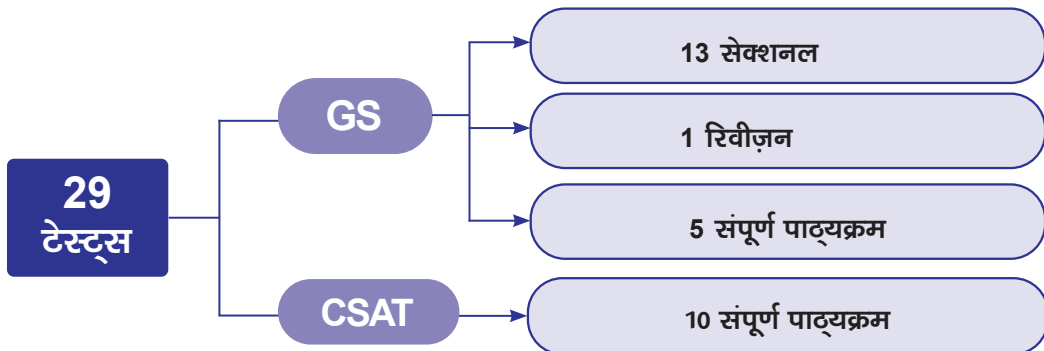 29
टेस्ट्स
GS
13 सेक्शनल
1 रिवीज़न
5 संपूर्ण पाठ्यक्रम
CSAT
10 संपूर्ण पाठ्यक्रम